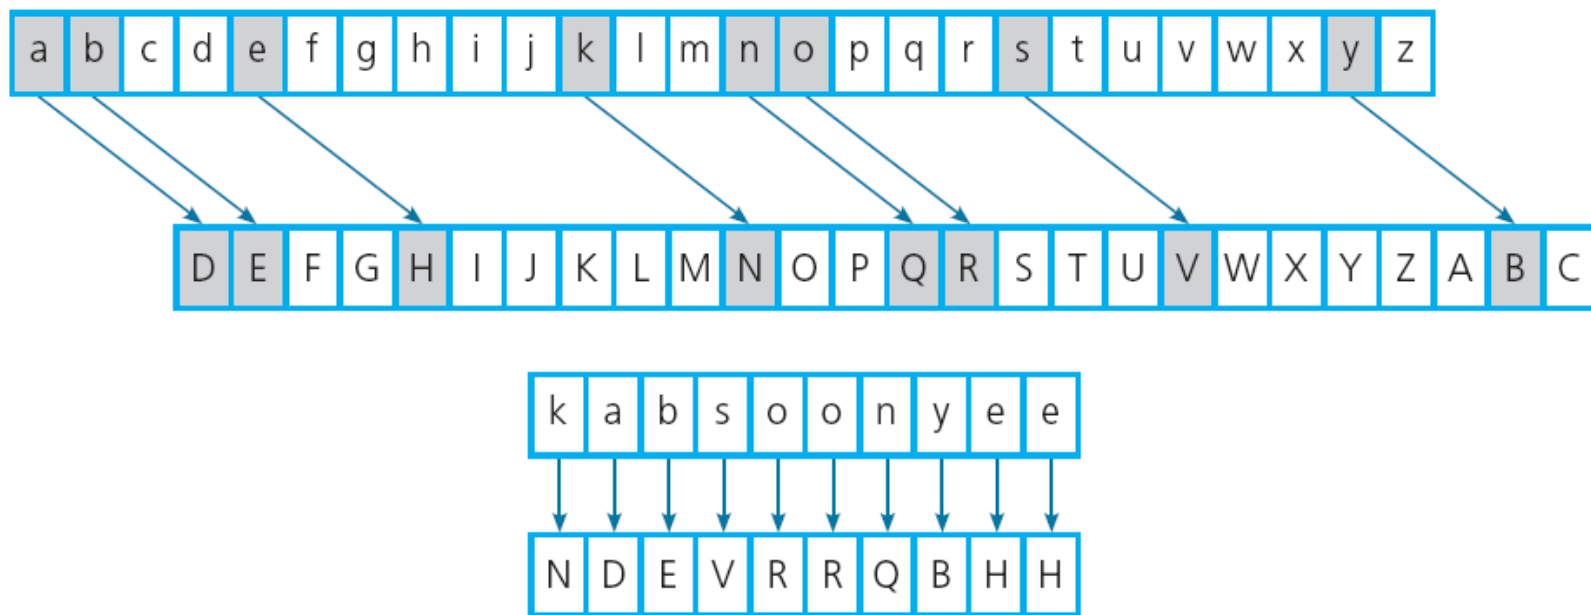 a b c d e f g h i j k l m n o p q r s t u v w x y z
D E F G H I J K L M N O P Q R S T U V W X Y Z A B C
k a b s o o n y e e
N D E V R R Q B H H